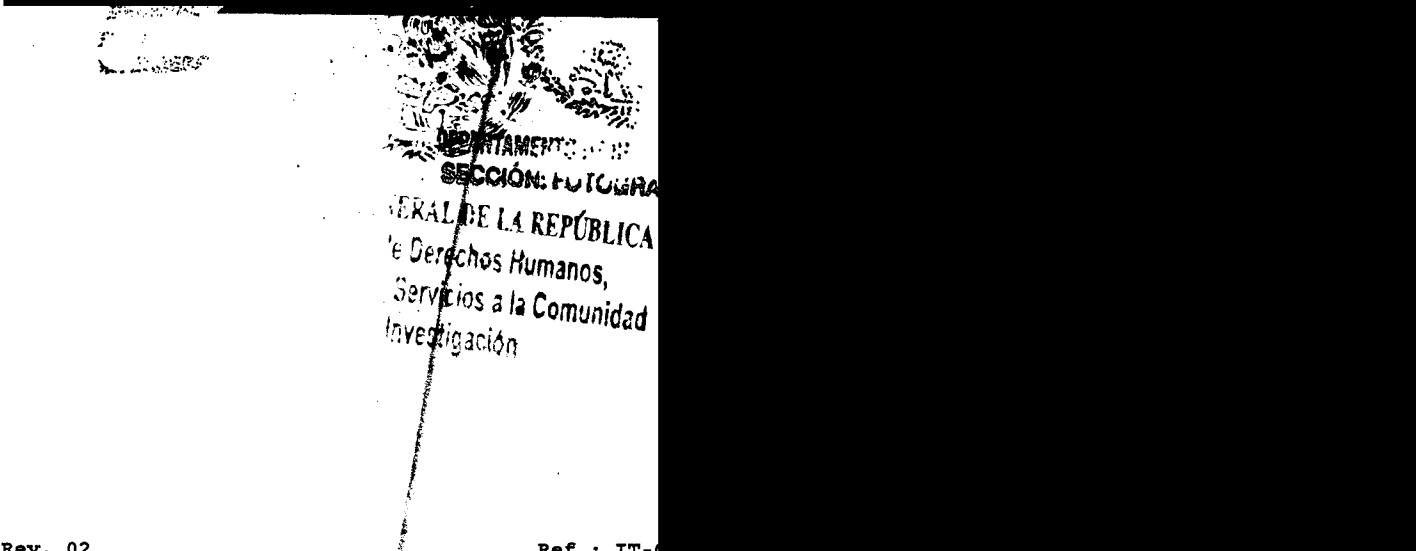 DEPARTAMENTO
SECCIÓN: FOTOGRA
ERAL DE LA REPÚBLICA
e Derechos Humanos,
Servicios a la Comunidad
Investigación
Rev. 02
Ref.: IT-